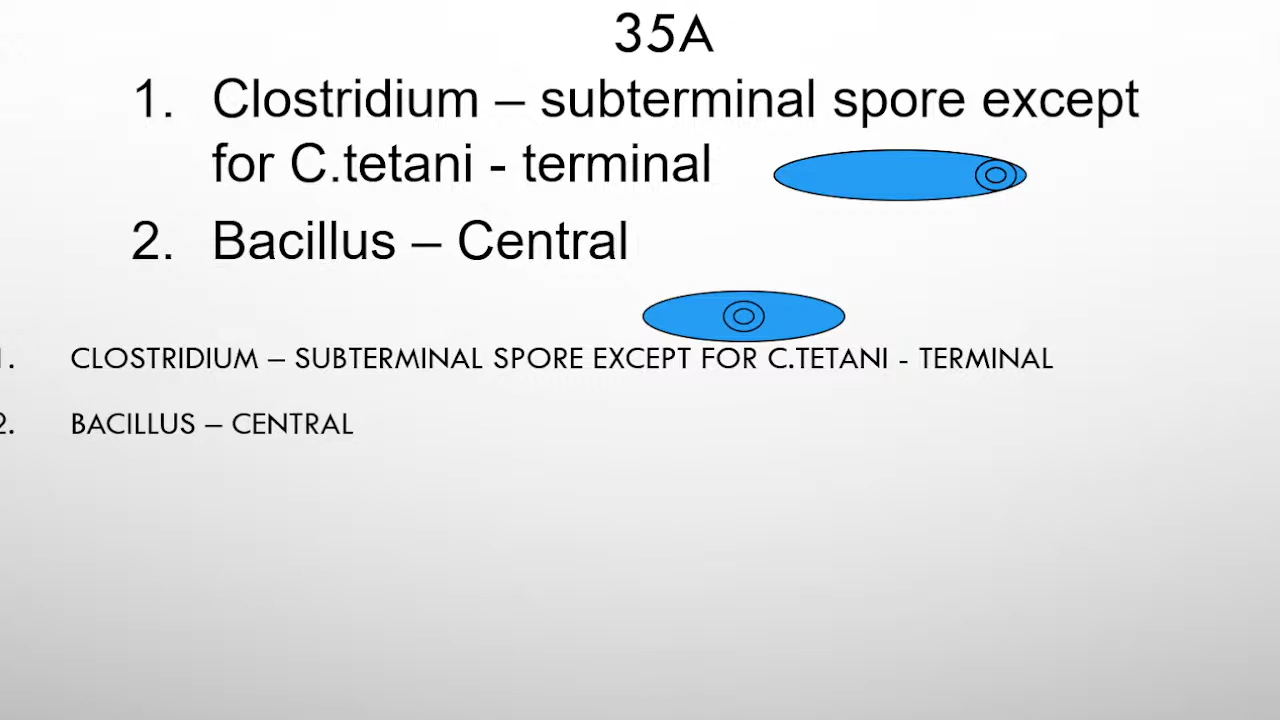 35A
1. Clostridium – subterminal spore except
for C.tetani - terminal
2. Bacillus – Central
1. CLOSTRIDIUM – SUBTERMINAL SPORE EXCEPT FOR C.TETANI - TERMINAL
2. BACILLUS – CENTRAL